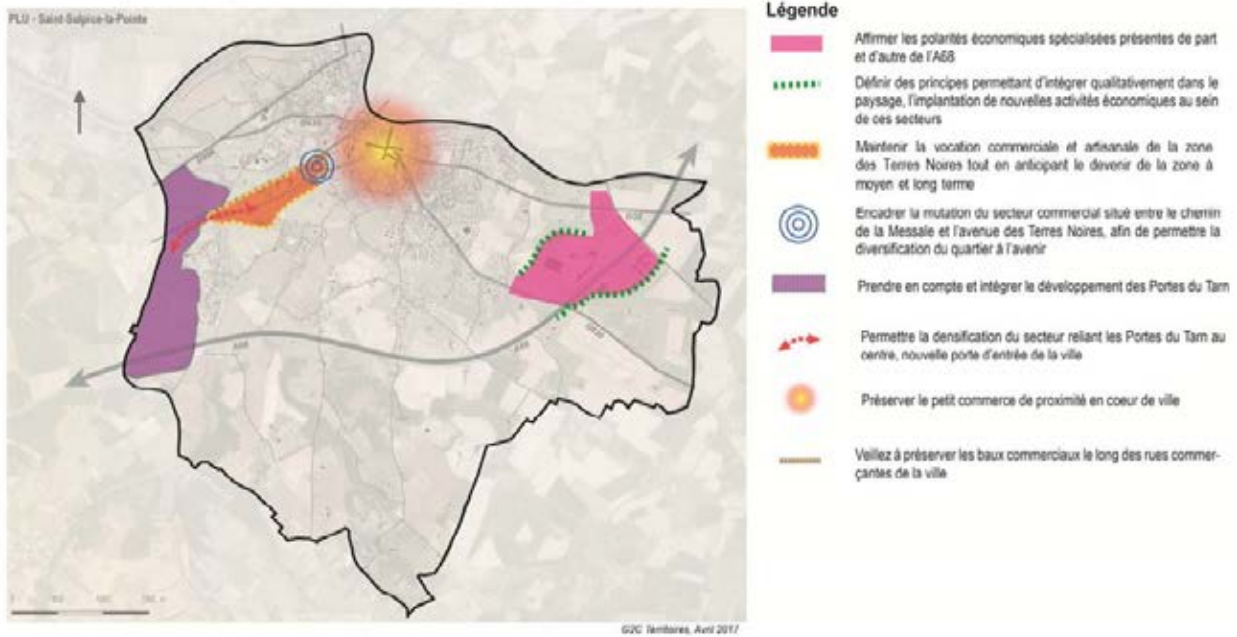 PLU - Saint-Sulpice-la-Pointe
Légende
Affirmer les polarités économiques spécialisées présentes de part
et d'autre de l'A68
Définir des principes permettant d'intégrer qualitativement dans le
paysage, l'implantation de nouvelles activités économiques au sein
de ces secteurs
Maintenir la vocation commerciale et artisanale de la zone
des Terres Noires tout en anticipant le devenir de la zone à
moyen et long terme
Encadrer la mutation du secteur commercial situé entre le chemin
de la Messale et l'avenue des Terres Noires, afin de permettre la
diversification du quartier à l'avenir
Prendre en compte et intégrer le développement des Portes du Tarn
Permettre la densification du secteur reliant les Portes du Tarn au
centre, nouvelle porte d'entrée de la ville
Préserver le petit commerce de proximité en coeur de ville
Veillez à préserver les baux commerciaux le long des rues commer-
çantes de la ville
A68
A68
G2C Territoires, Avril 2017